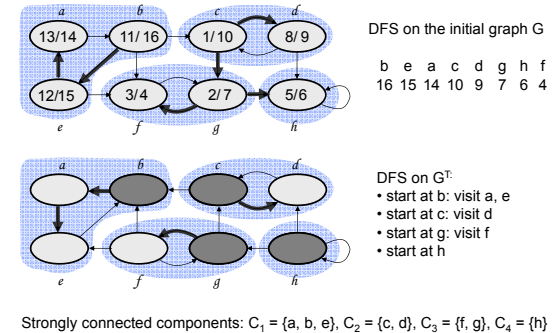 a b c d
13/14 11/ 16 1/ 10 8/ 9
12/15 3/ 4 2/ 7 5/ 6
e f g h
DFS on the initial graph G
b e a c d g h f
16 15 14 10 9 7 6 4
a b c d
e f g h
DFS on Gᵀ:
• start at b: visit a, e
• start at c: visit d
• start at g: visit f
• start at h
Strongly connected components: C₁ = {a, b, e}, C₂ = {c, d}, C₃ = {f, g}, C₄ = {h}